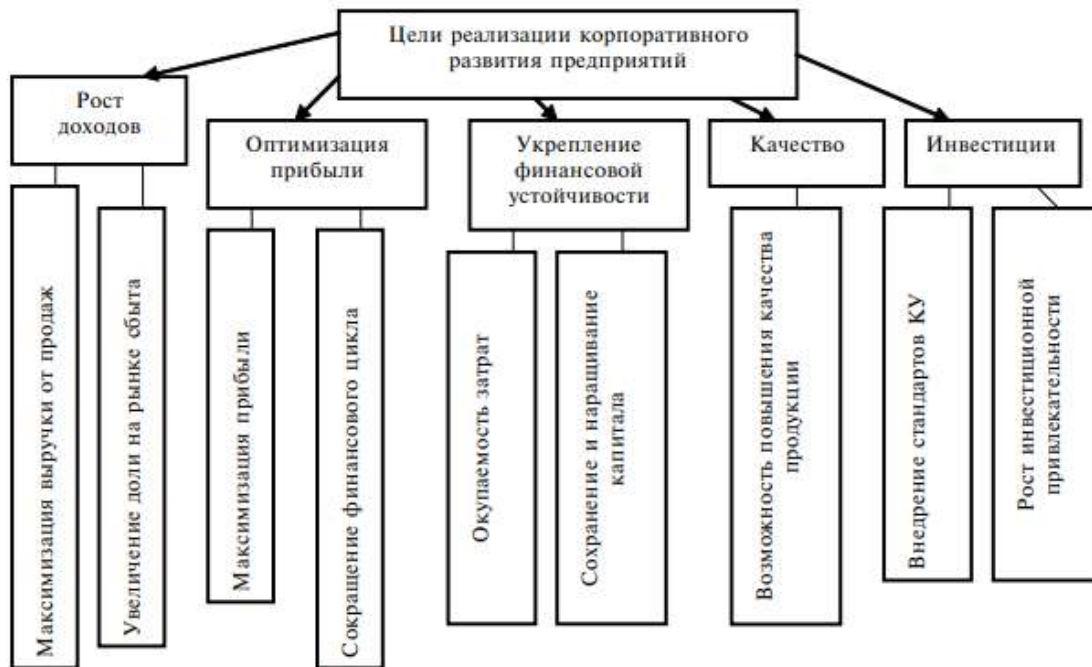 Цели реализации корпоративного
развития предприятий
Рост
доходов
Оптимизация
прибыли
Укрепление
финансовой
устойчивости
Качество
Инвестиции
Максимизация выручки от продаж
Увеличение доли на рынке сбыта
Максимизация прибыли
Сокращение финансового цикла
Окупаемость затрат
Сохранение и наращивание
капитала
Возможность повышения качества
продукции
Внедрение стандартов КУ
Рост инвестиционной
привлекательности